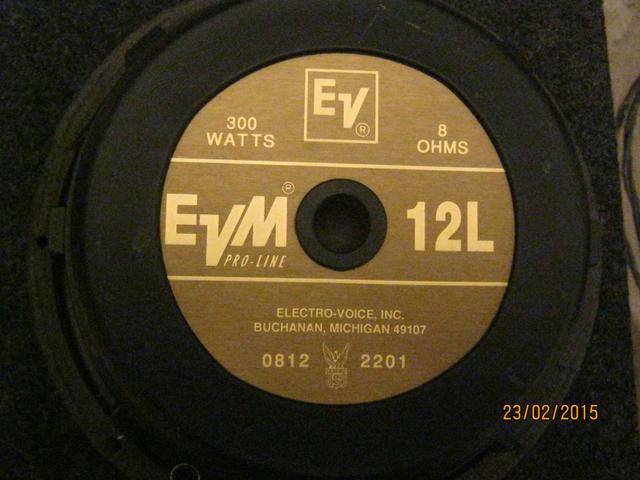 EV®
300
WATTS
8
OHMS
EVM®
PRO-LINE
12L
ELECTRO-VOICE, INC.
BUCHANAN, MICHIGAN 49107
0812 2201
23/02/2015